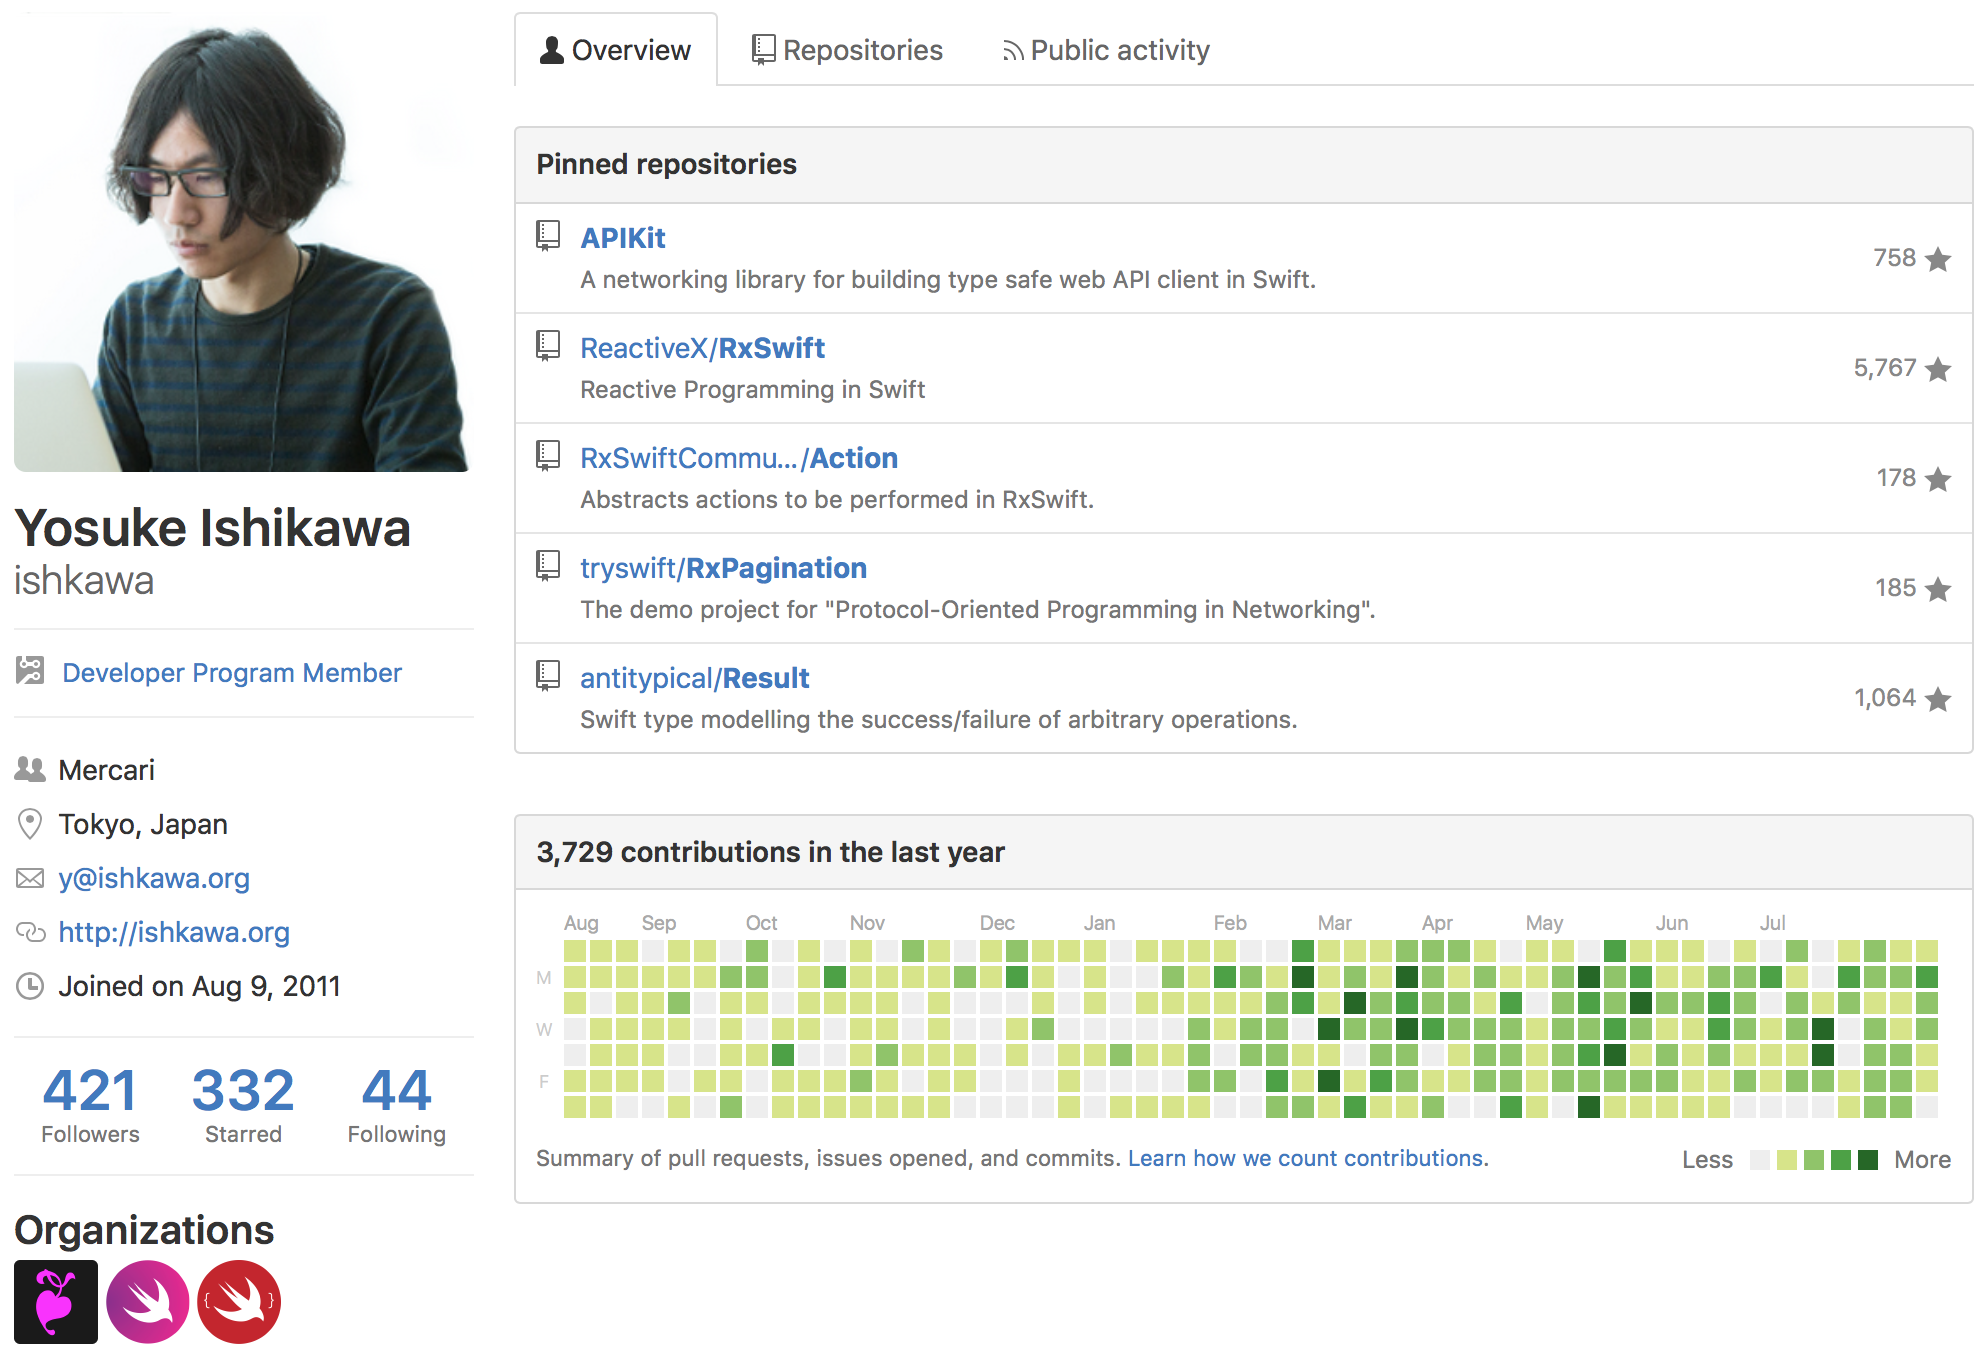 Overview
Repositories
Public activity
Yosuke Ishikawa
ishkawa
Developer Program Member
Mercari
Tokyo, Japan
y@ishkawa.org
http://ishkawa.org
Joined on Aug 9, 2011
421 332 44
Followers Starred Following
Organizations
{ }
Pinned repositories
APIKit
A networking library for building type safe web API client in Swift.
758
ReactiveX/RxSwift
Reactive Programming in Swift
5,767
RxSwiftCommu.../Action
Abstracts actions to be performed in RxSwift.
178
tryswift/RxPagination
The demo project for "Protocol-Oriented Programming in Networking".
185
antitypical/Result
Swift type modelling the success/failure of arbitrary operations.
1,064
3,729 contributions in the last year
Aug Sep Oct Nov Dec Jan Feb Mar Apr May Jun Jul
M
W
F
Summary of pull requests, issues opened, and commits. Learn how we count contributions.
Less More